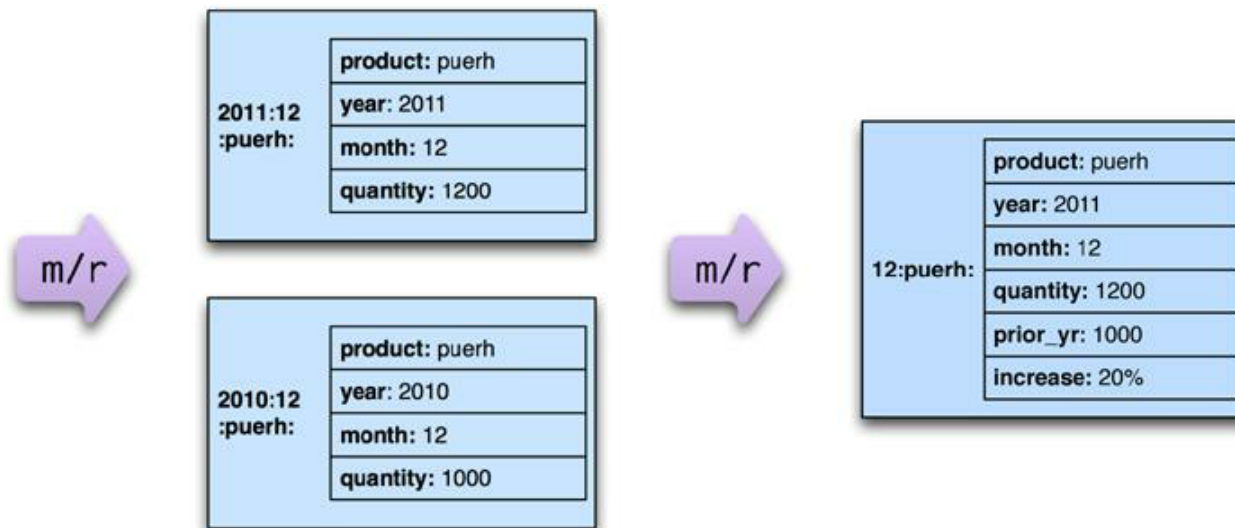 m/r
2011:12
:puerh:
product: puerh
year: 2011
month: 12
quantity: 1200
2010:12
:puerh:
product: puerh
year: 2010
month: 12
quantity: 1000
m/r
12:puerh:
product: puerh
year: 2011
month: 12
quantity: 1200
prior_yr: 1000
increase: 20%